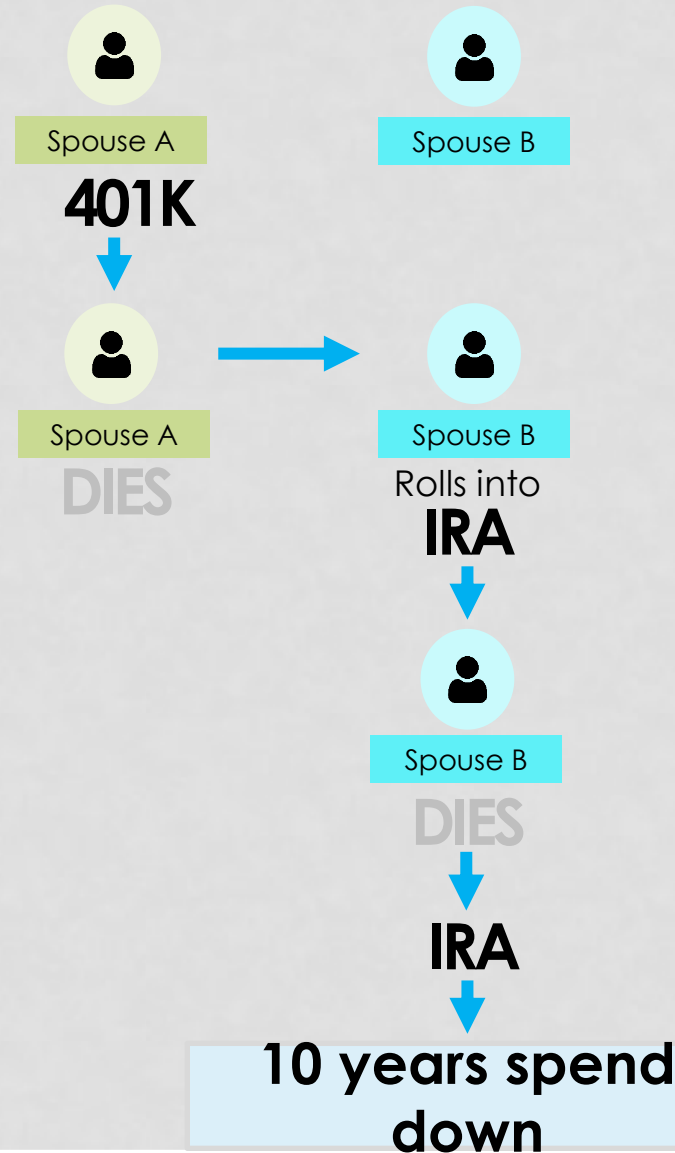 Spouse A
Spouse B
401K
Spouse A
Spouse B
DIES
Rolls into
IRA
Spouse B
DIES
IRA
10 years spend
down